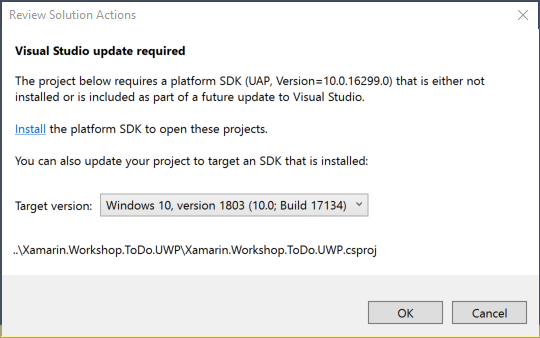 Review Solution Actions
Visual Studio update required
The project below requires a platform SDK (UAP, Version=10.0.16299.0) that is either not
installed or is included as part of a future update to Visual Studio.
Install the platform SDK to open these projects.
You can also update your project to target an SDK that is installed:
Target version: Windows 10, version 1803 (10.0; Build 17134)
..\Xamarin.Workshop.ToDo.UWP\Xamarin.Workshop.ToDo.UWP.csproj
OK Cancel